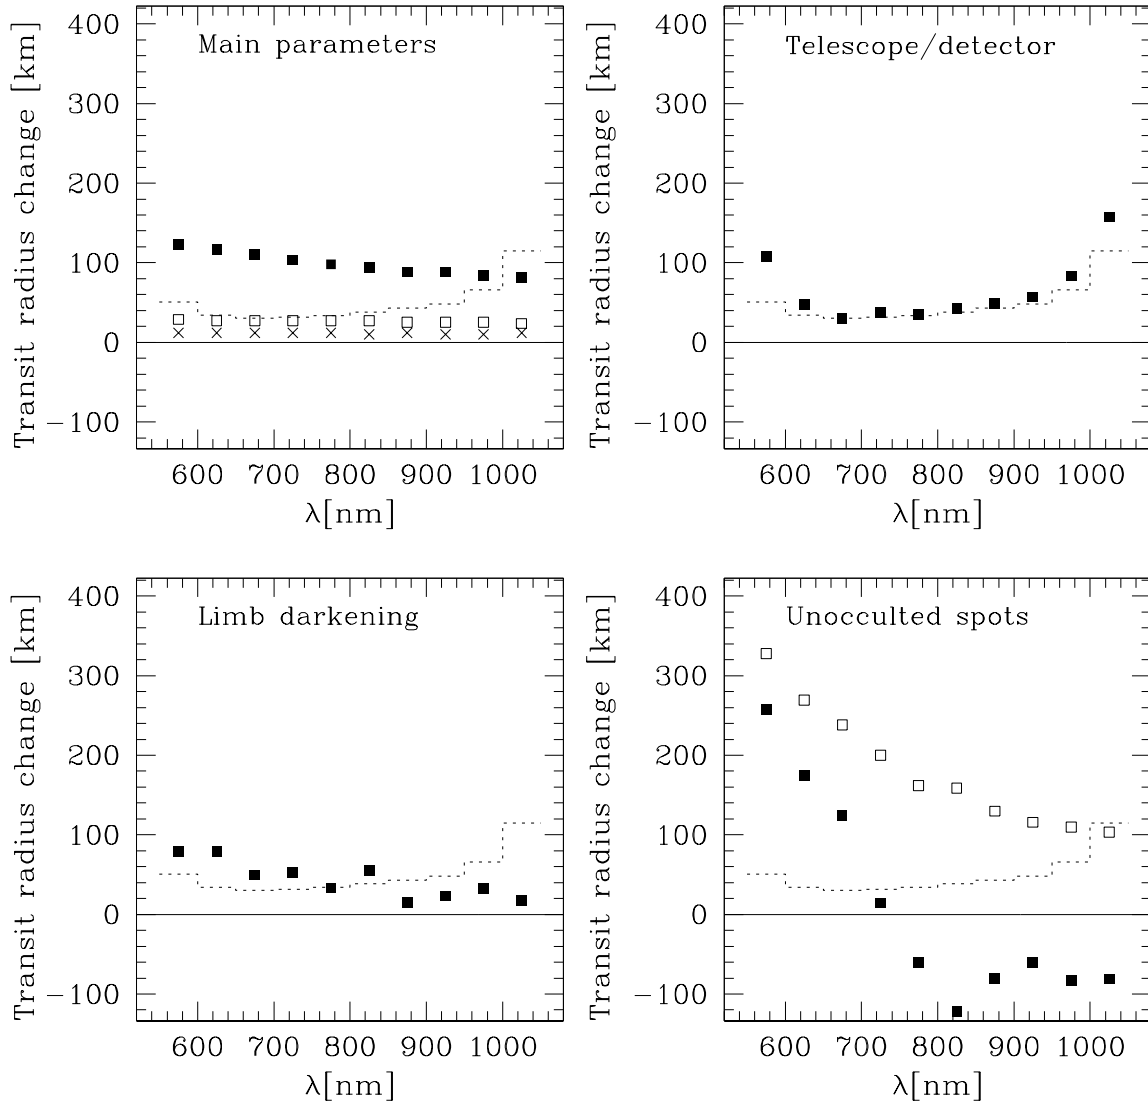 Main parameters
Transit radius change [km]
400
300
200
100
0
−100
600 700 800 900 1000
λ[nm]
Telescope/detector
Transit radius change [km]
400
300
200
100
0
−100
600 700 800 900 1000
λ[nm]
Limb darkening
Transit radius change [km]
400
300
200
100
0
−100
600 700 800 900 1000
λ[nm]
Unocculted spots
Transit radius change [km]
400
300
200
100
0
−100
600 700 800 900 1000
λ[nm]